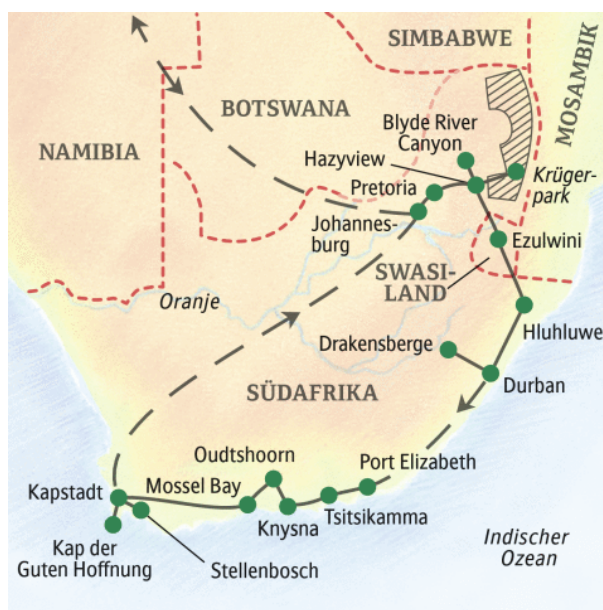 SIMBABWE
MOSAMBIK
BOTSWANA
NAMIBIA
Blyde River
Canyon
Hazyview
Krüger-
park
Pretoria
Johannes-
burg
Ezulwini
SWASI-
LAND
Oranje
Hluhluwe
Drakensberge
Durban
SÜDAFRIKA
Oudtshoorn
Port Elizabeth
Kapstadt
Mossel Bay
Tsitsikamma
Knysna
Kap der
Guten Hoffnung
Stellenbosch
Indischer
Ozean